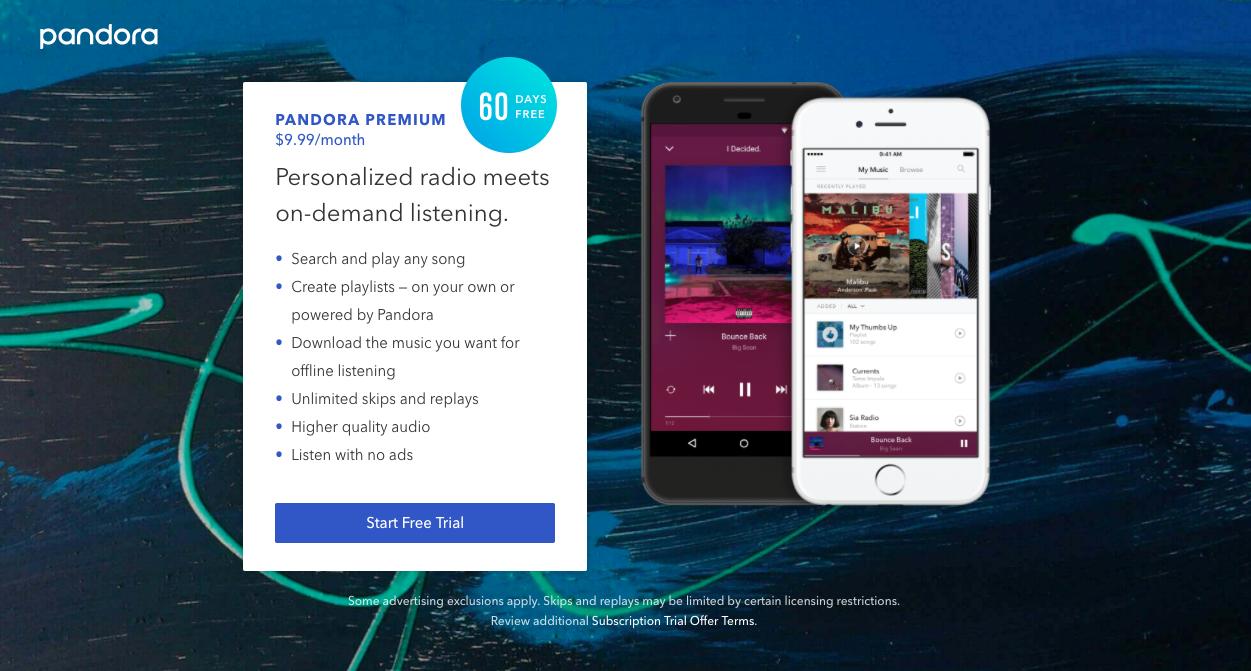 pandora
60 DAYS
FREE
PANDORA PREMIUM
$9.99/month
Personalized radio meets
on-demand listening.
Search and play any song
Create playlists – on your own or
powered by Pandora
Download the music you want for
offline listening
Unlimited skips and replays
Higher quality audio
Listen with no ads
Start Free Trial
I Decided.
Bounce Back
Big Sean
9:41 AM
My Music Browse
RECENTLY PLAYED
MALIBU
Malibu
Anderson .Paak
ADDED ALL
My Thumbs Up
Playlist
102 songs
Currents
Tame Impala
Album · 13 songs
Sia Radio
Station
Bounce Back
Big Sean
Some advertising exclusions apply. Skips and replays may be limited by certain licensing restrictions.
Review additional Subscription Trial Offer Terms.